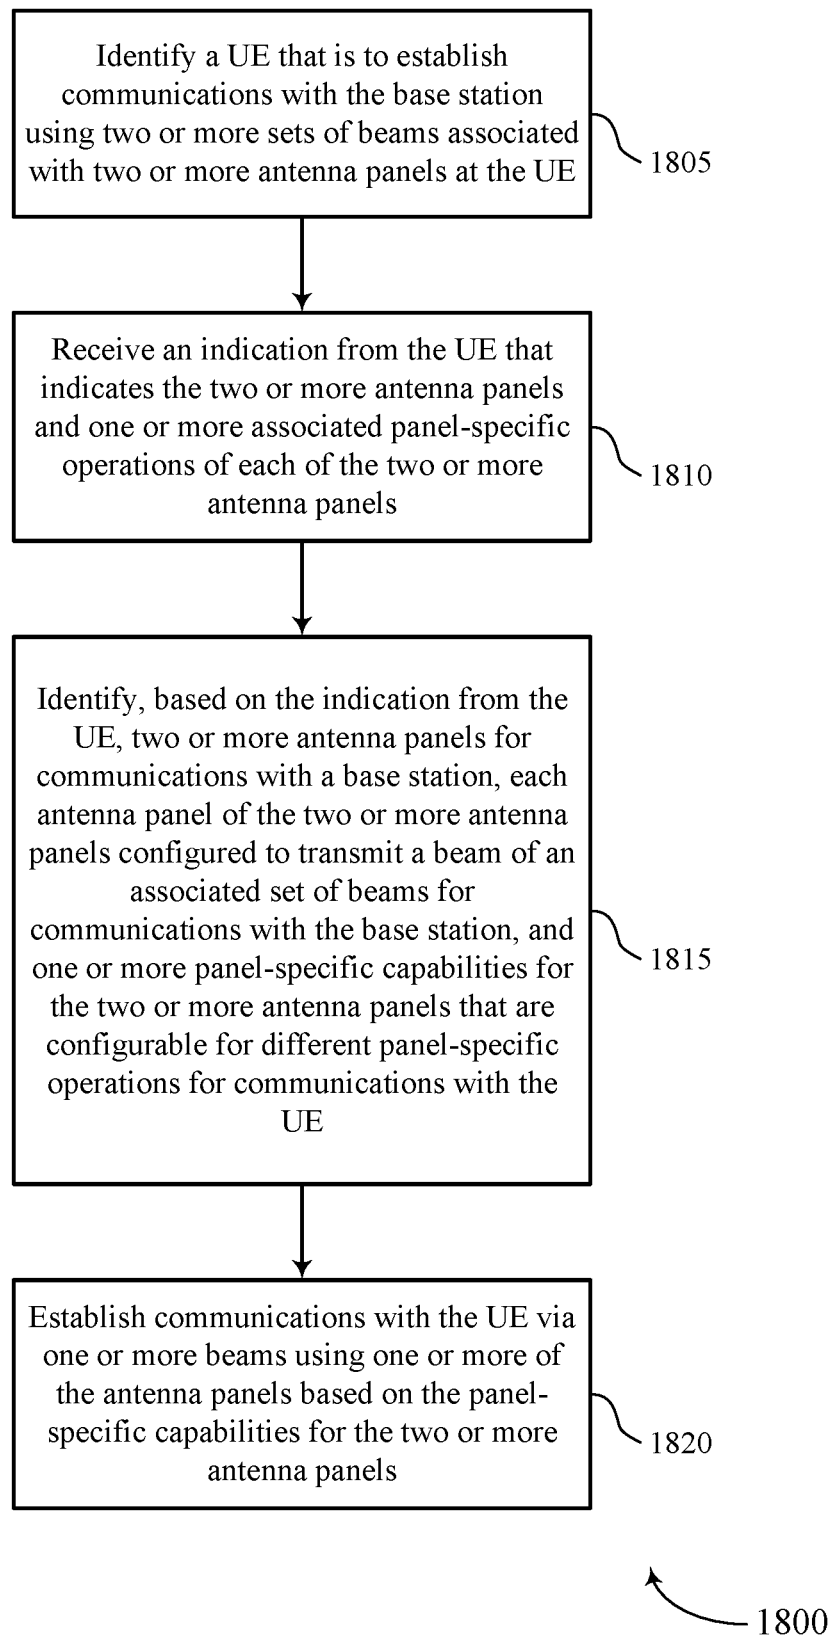 Identify a UE that is to establish
communications with the base station
using two or more sets of beams associated
with two or more antenna panels at the UE
1805
Receive an indication from the UE that
indicates the two or more antenna panels
and one or more associated panel-specific
operations of each of the two or more
antenna panels
1810
Identify, based on the indication from the
UE, two or more antenna panels for
communications with a base station, each
antenna panel of the two or more antenna
panels configured to transmit a beam of an
associated set of beams for
communications with the base station, and
one or more panel-specific capabilities for
the two or more antenna panels that are
configurable for different panel-specific
operations for communications with the
UE
1815
Establish communications with the UE via
one or more beams using one or more of
the antenna panels based on the panel-
specific capabilities for the two or more
antenna panels
1820
1800